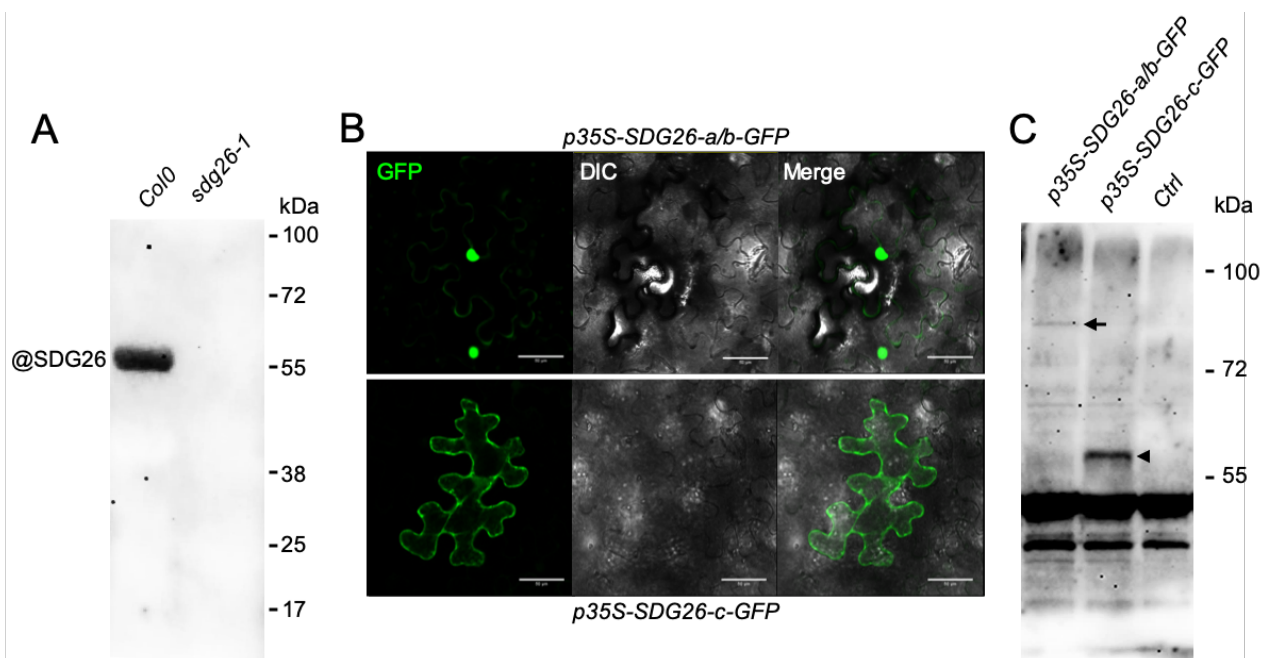 A
Col0
sdg26-1
kDa
@SDG26
-100
-72
-55
-38
-25
-17
B
p35S-SDG26-a/b-GFP
GFP
DIC
Merge
p35S-SDG26-c-GFP
C
p35S-SDG26-a/b-GFP
p35S-SDG26-c-GFP
Ctrl
kDa
- 100
- 72
- 55